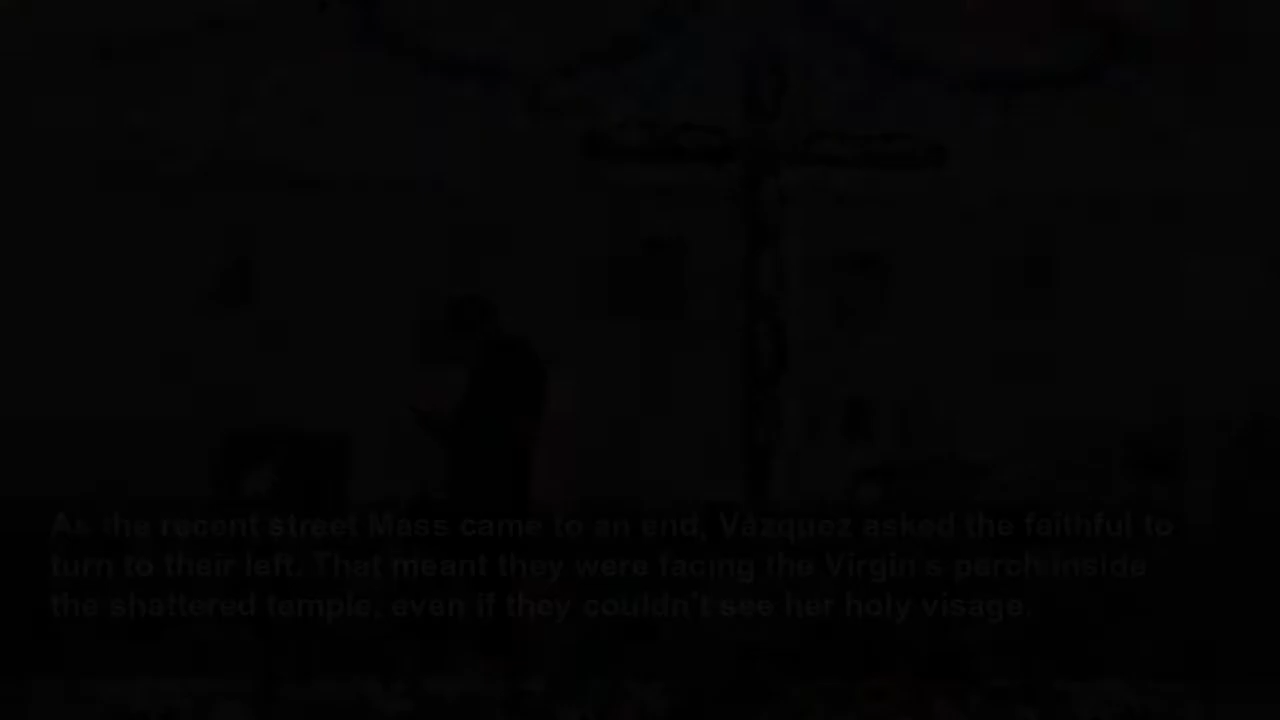 As the recent street Mass came to an end, Vázquez asked the faithful to
turn to their left. That meant they were facing the Virgin's perch inside
the shattered temple, even if they couldn't see her holy visage.